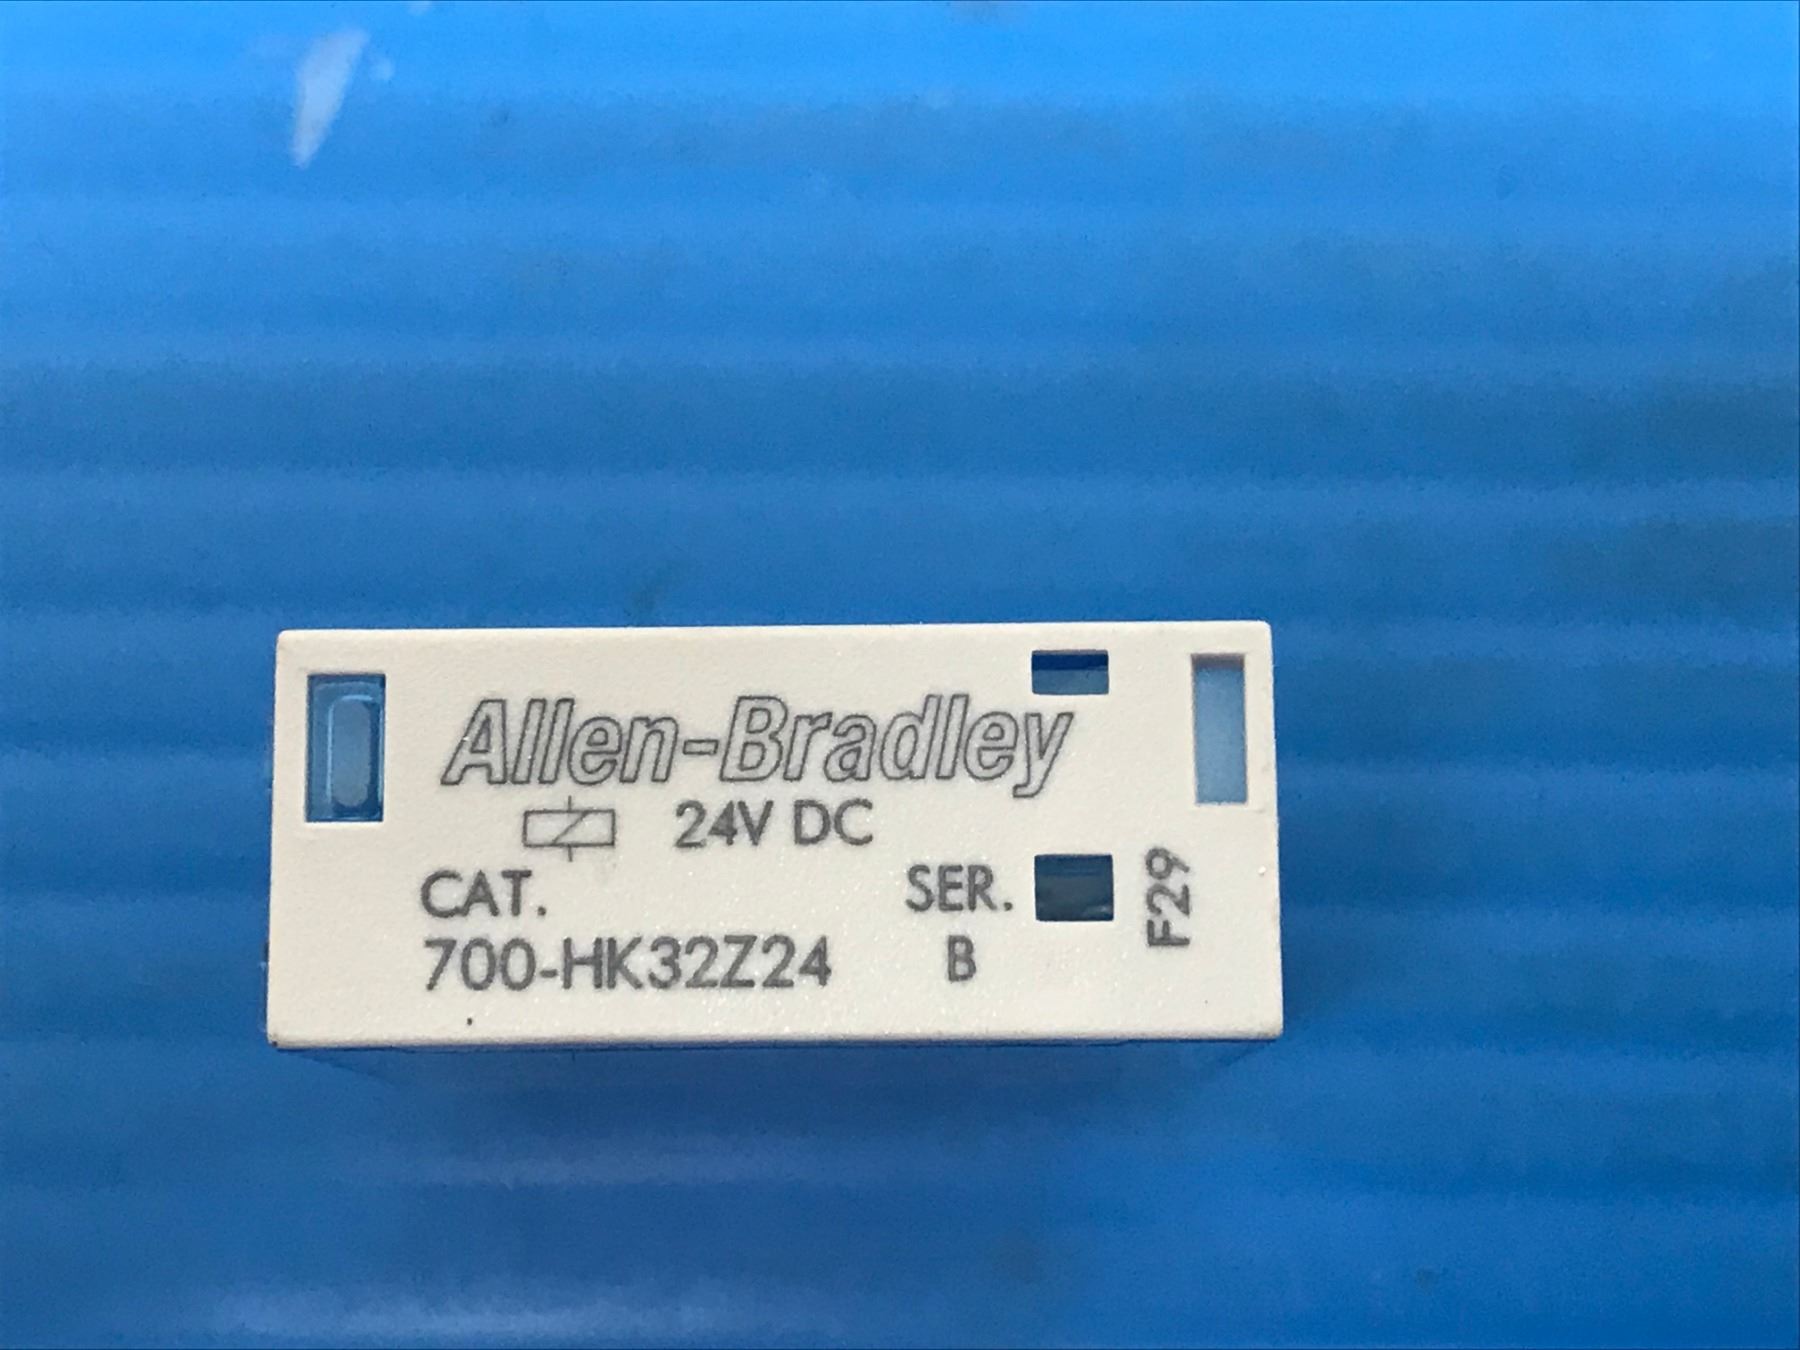 Allen-Bradley
24V DC
CAT. SER.
700-HK32Z24 B
F29